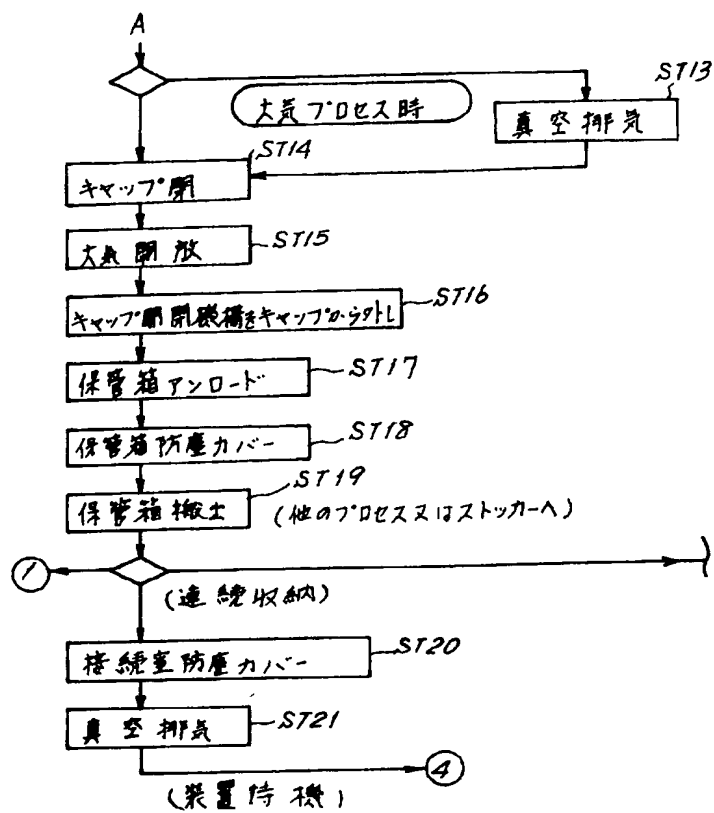 A
ST13
大気プロセス時
真空排気
ST14
キャップ閉
大気開放
ST15
キャップ開閉機構をキャップからハズし
ST16
保管箱アンロード
ST17
保管箱防塵カバー
ST18
ST19
保管箱搬出
(他のプロセス又はストッカーへ)
1
(連続収納)
接続室防塵カバー
ST20
真空排気
ST21
4
(装置待機)